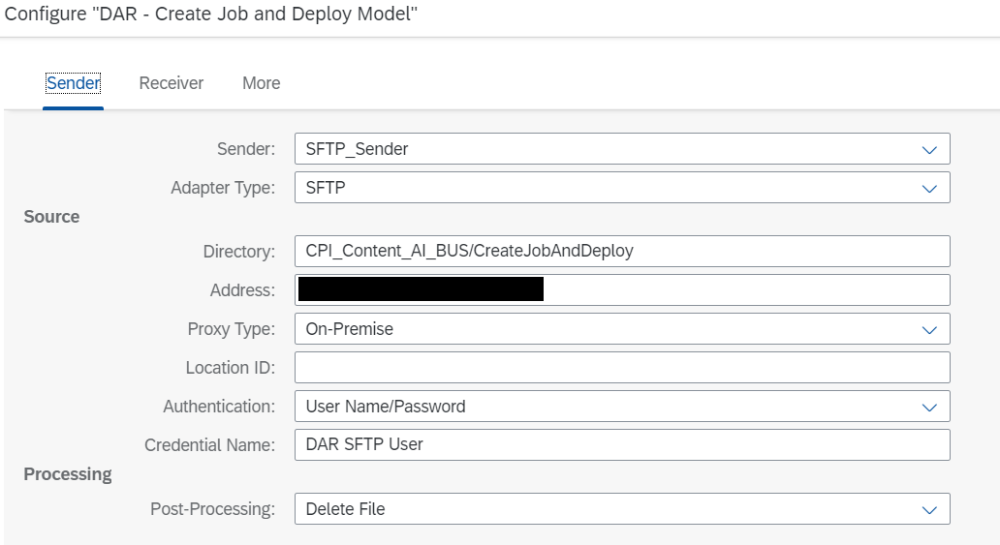 Configure "DAR - Create Job and Deploy Model"
Sender Receiver More
Sender: SFTP_Sender
Adapter Type: SFTP
Source
Directory: CPI_Content_AI_BUS/CreateJobAndDeploy
Address:
Proxy Type: On-Premise
Location ID:
Authentication: User Name/Password
Credential Name: DAR SFTP User
Processing
Post-Processing: Delete File